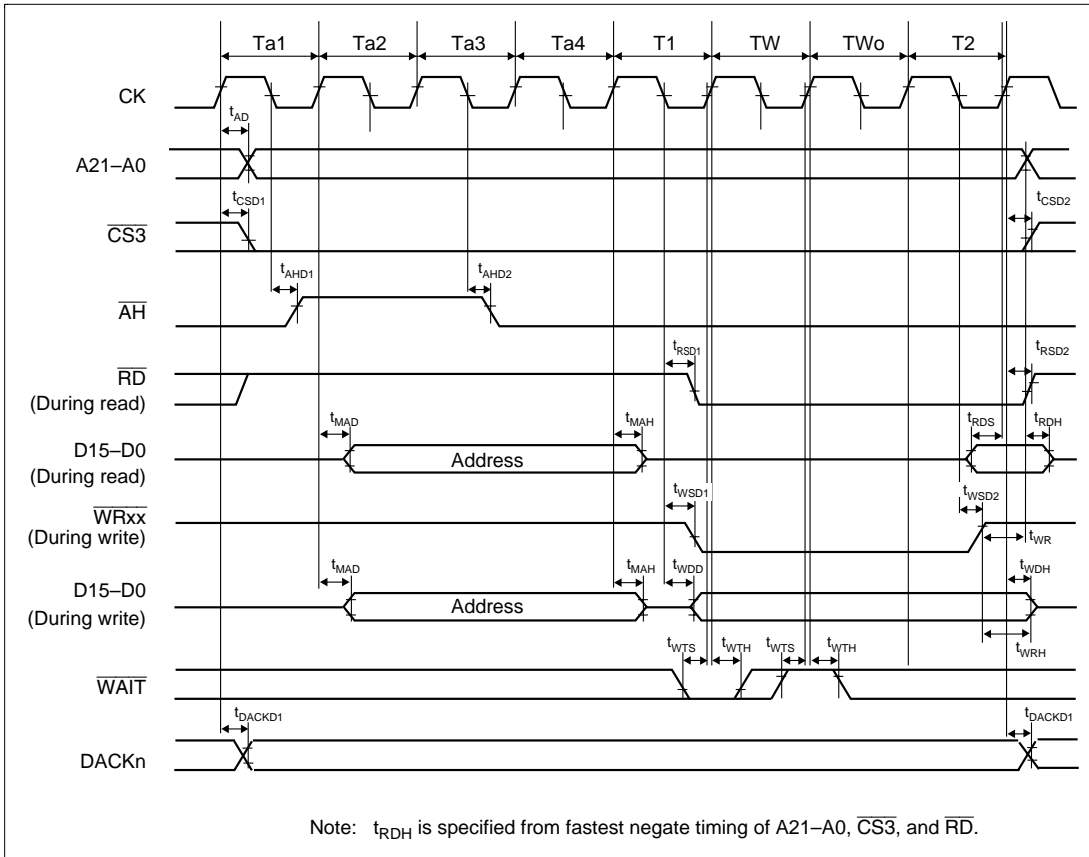 Ta1 Ta2 Ta3 Ta4 T1 TW TWo T2
CK
tAD
A21–A0
tCSD1 tCSD2
CS3
tAHD1 tAHD2
AH
tRSD1 tRSD2
RD
(During read)
tMAD tMAH tRDS tRDH
D15–D0
(During read)
Address
tWSD1 tWSD2
WRxx
(During write)
tWR
tMAD tMAH tWDD tWDH
D15–D0
(During write)
Address
tWRH
tWTS tWTH tWTS tWTH
WAIT
tDACKD1 tDACKD1
DACKn
Note: tRDH is specified from fastest negate timing of A21–A0, CS3, and RD.